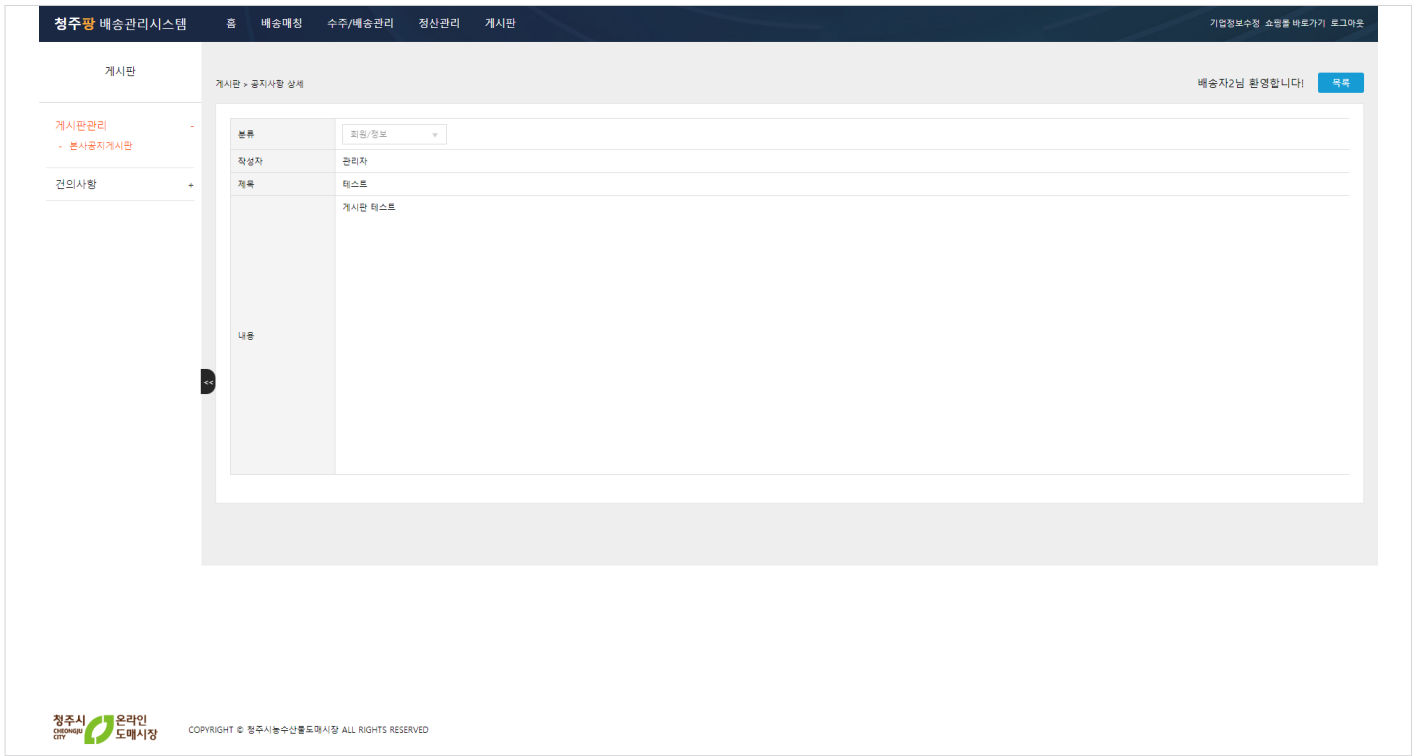 청주팡 배송관리시스템 홈 배송매칭 수주/배송관리 정산관리 게시판 기업정보수정 쇼핑몰 바로가기 로그아웃
게시판
게시판 > 공지사항 상세 배송자2님 환영합니다! 목록
게시판관리 -
- 본사공지게시판
건의사항 +
분류 회원/정보
작성자 관리자
제목 테스트
내용 게시판 테스트
<<
청주시 온라인
CHEONGJU
CITY 도매시장
COPYRIGHT © 청주시농수산물도매시장 ALL RIGHTS RESERVED